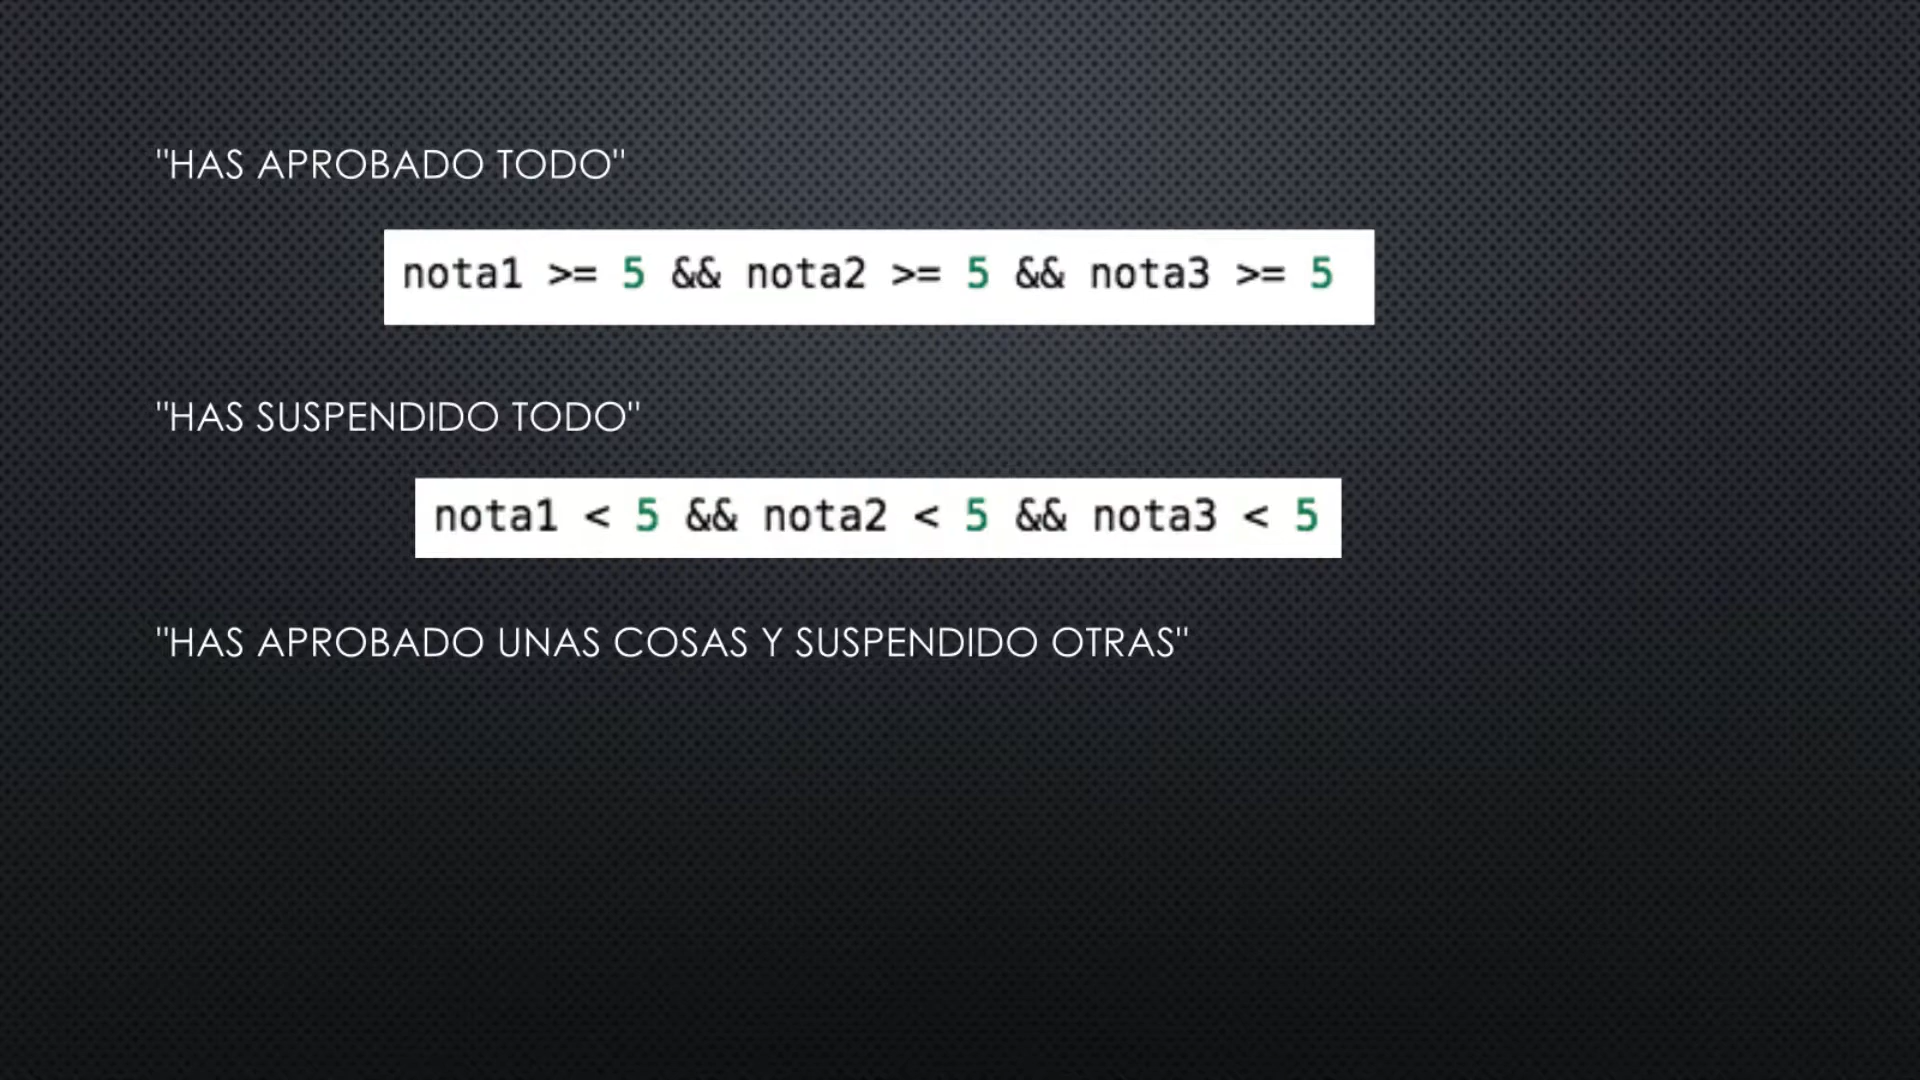 "HAS APROBADO TODO"
nota1 >= 5 && nota2 >= 5 && nota3 >= 5
"HAS SUSPENDIDO TODO"
nota1 < 5 && nota2 < 5 && nota3 < 5
"HAS APROBADO UNAS COSAS Y SUSPENDIDO OTRAS"